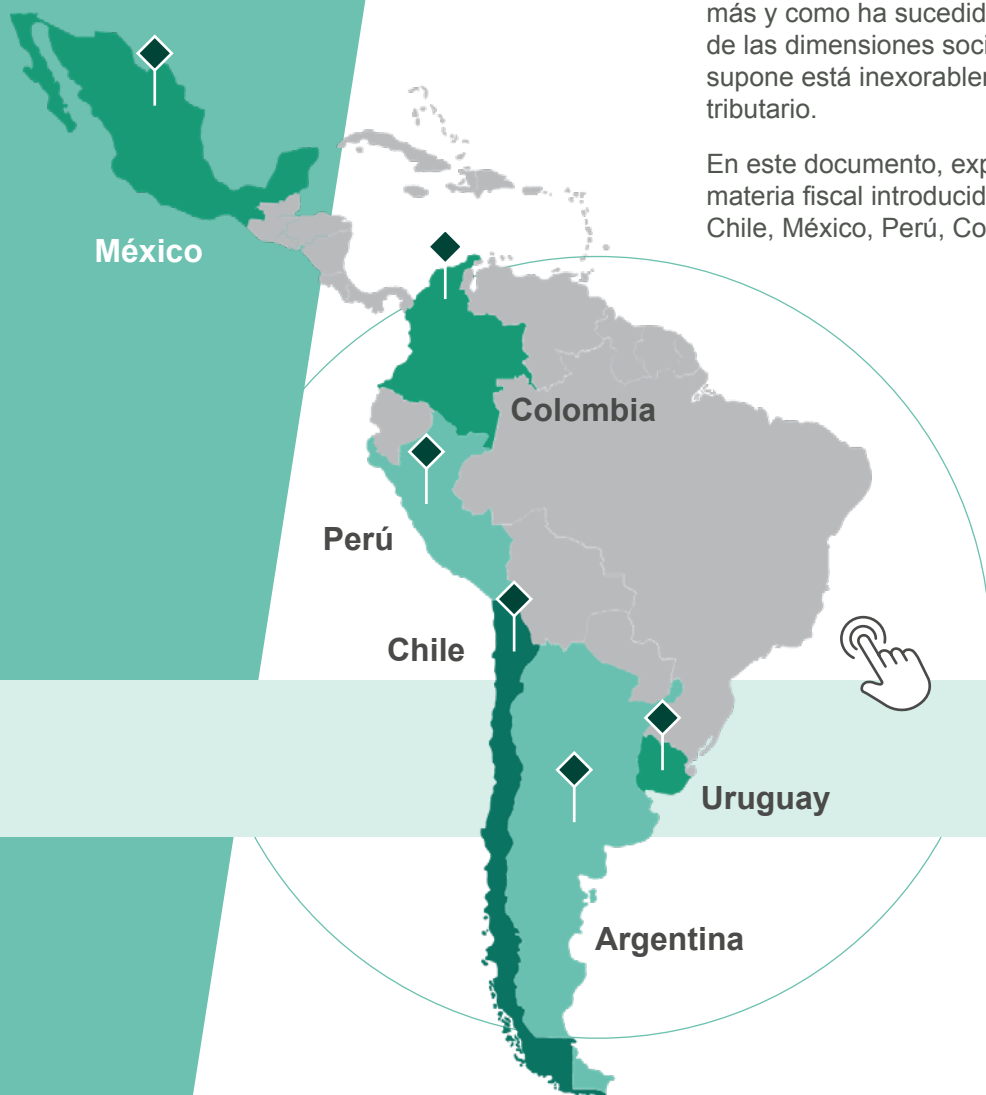 más y como ha sucedid
de las dimensiones soci
supone está inexorabler
tributario.
En este documento, exp
materia fiscal introducid
Chile, México, Perú, Co
México
Colombia
Perú
Chile
Uruguay
Argentina